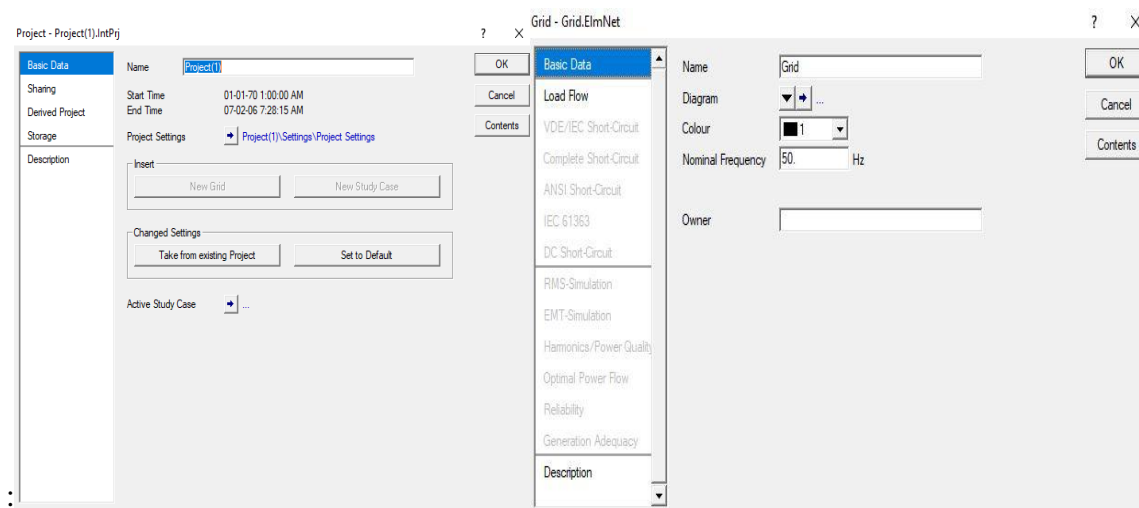 Project - Project(1).IntPrj
? X
Basic Data
Sharing
Derived Project
Storage
Description
Name Project(1)
Start Time 01-01-70 1:00:00 AM
End Time 07-02-06 7:28:15 AM
Project Settings Project(1)\Settings\Project Settings
Insert
New Grid New Study Case
Changed Settings
Take from existing Project Set to Default
Active Study Case ...
OK
Cancel
Contents
Grid - Grid.ElmNet
? X
Basic Data
Load Flow
VDE/IEC Short-Circuit
Complete Short-Circuit
ANSI Short-Circuit
IEC 61363
DC Short-Circuit
RMS-Simulation
EMT-Simulation
Harmonics/Power Quality
Optimal Power Flow
Reliability
Generation Adequacy
Description
Name Grid
Diagram ...
Colour 1
Nominal Frequency 50. Hz
Owner
OK
Cancel
Contents
: